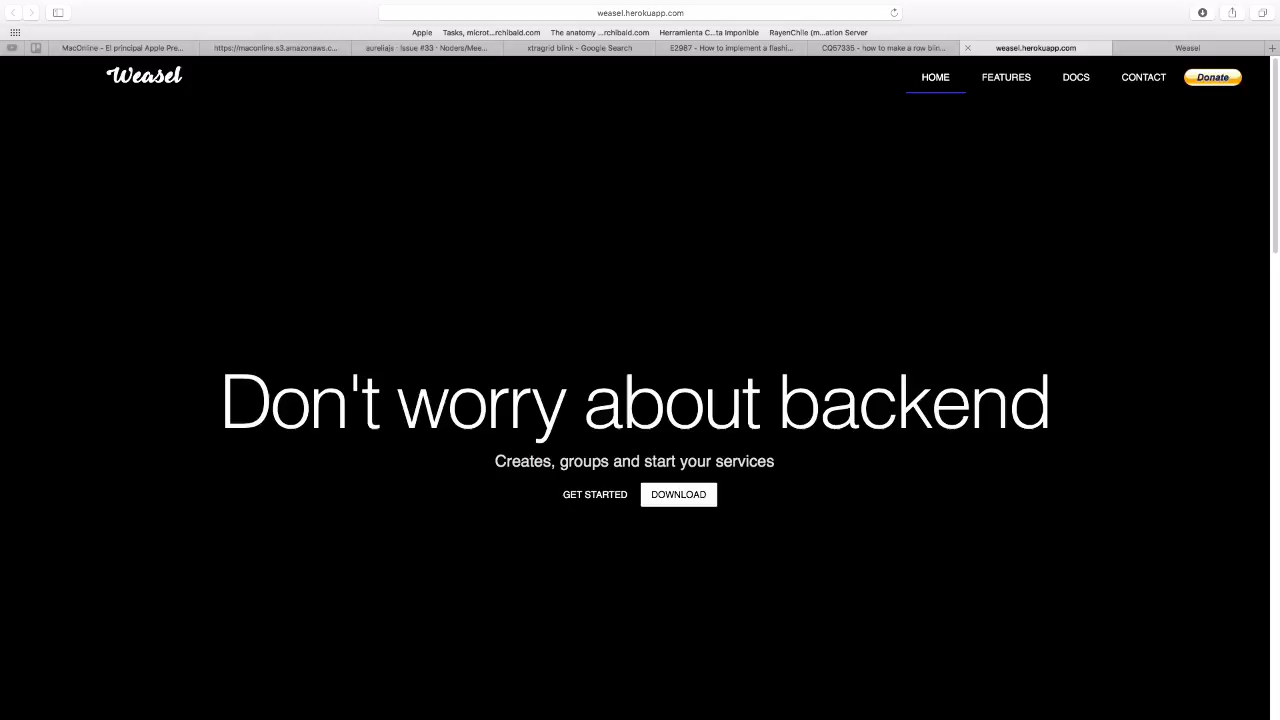 weasel.herokuapp.com
Apple Tasks, microt...rchibald.com The anatomy ...rchibald.com Herramienta C...ta Imponible RayenChile (m...ation Server
MacOnline - El principal Apple Pre... https://maconline.s3.amazonaws.c... aureliajs · Issue #33 · Noders/Mee... xtragrid blink - Google Search E2987 - How to implement a flashi... CQ57335 - how to make a row blin... weasel.herokuapp.com Weasel
Weasel HOME FEATURES DOCS CONTACT Donate
Don't worry about backend
Creates, groups and start your services
GET STARTED DOWNLOAD